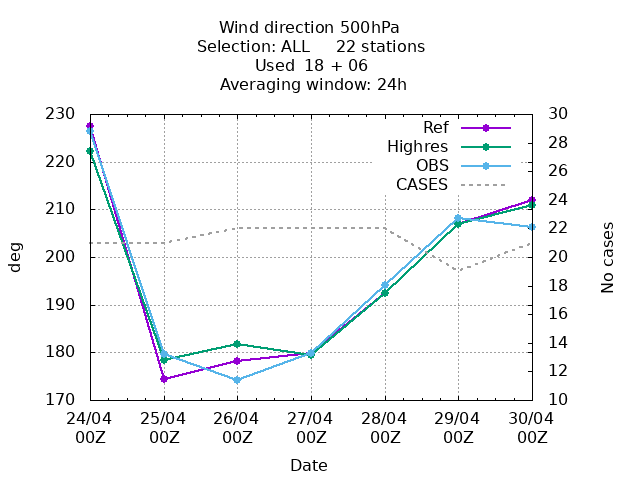 Wind direction 500hPa
Selection: ALL     22 stations
Used  18 + 06
Averaging window: 24h
230
220
210
200
190
180
170
deg
30
28
26
24
22
20
18
16
14
12
10
No cases
Ref
Highres
OBS
CASES
24/04 25/04 26/04 27/04 28/04 29/04 30/04
00Z 00Z 00Z 00Z 00Z 00Z 00Z
Date